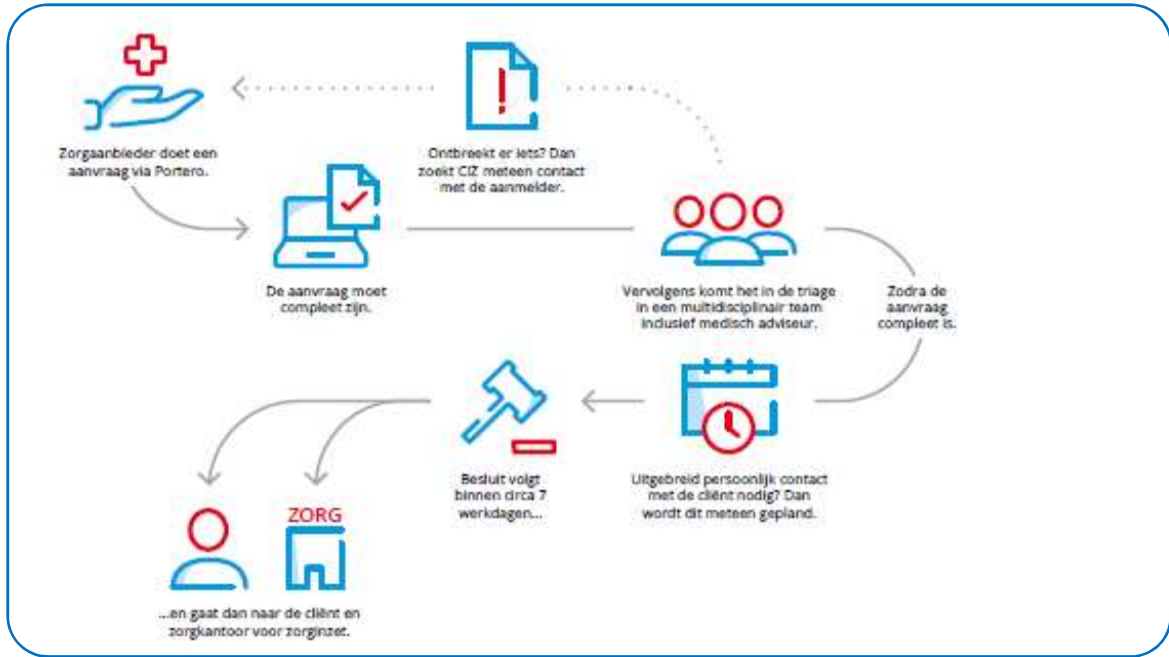 Zorgaanbieder doet een
aanvraag via Portero.
Ontbreekt er iets? Dan
zoekt CIZ meteen contact
met de aanmelder.
De aanvraag moet
compleet zijn.
Vervolgens komt het in de triage
in een multidisciplinair team
inclusief medisch adviseur.
Zodra de
aanvraag
compleet is.
Uitgebreid persoonlijk contact
met de cliënt nodig? Dan
wordt dit meteen gepland.
Besluit volgt
binnen circa 7
werkdagen...
ZORG
...en gaat dan naar de cliënt en
zorgkantoor voor zorginzet.